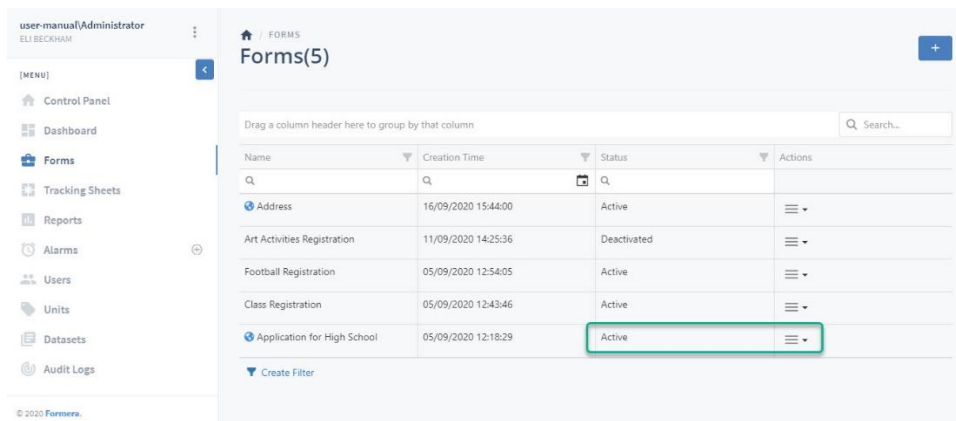 user-manual\Administrator
ELI BECKHAM
[MENU]
Control Panel
Dashboard
Forms
Tracking Sheets
Reports
Alarms
Users
Units
Datasets
Audit Logs
© 2020 Formera.
/ FORMS
Forms(5)
+
Drag a column header here to group by that column
Search...
Name Creation Time Status Actions
Address 16/09/2020 15:44:00 Active
Art Activities Registration 11/09/2020 14:25:36 Deactivated
Football Registration 05/09/2020 12:54:05 Active
Class Registration 05/09/2020 12:43:46 Active
Application for High School 05/09/2020 12:18:29 Active
Create Filter